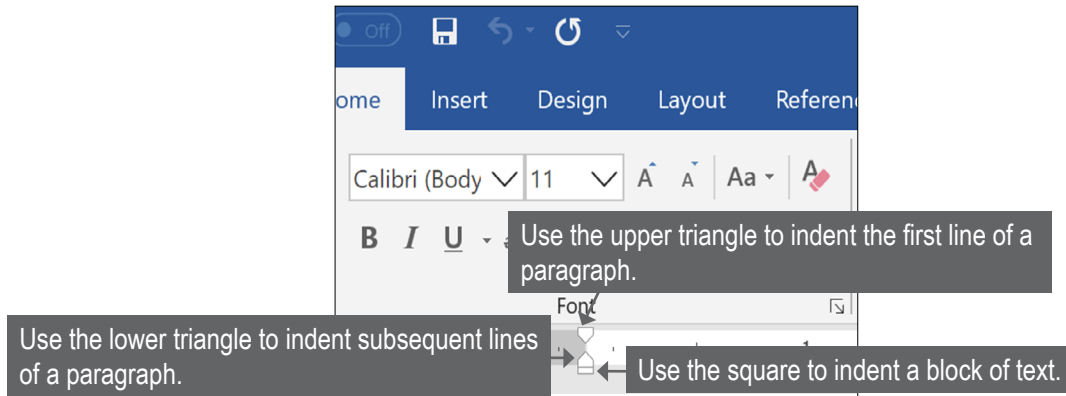 Off
ome Insert Design Layout Referen
Calibri (Body 11 A A Aa A
B I U
Use the upper triangle to indent the first line of a
paragraph.
Font
Use the lower triangle to indent subsequent lines
of a paragraph.
Use the square to indent a block of text.